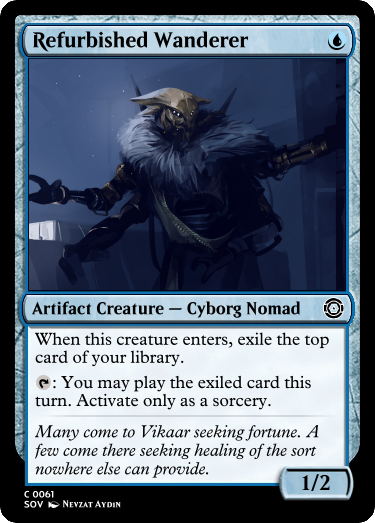 Refurbished Wanderer
Artifact Creature — Cyborg Nomad
When this creature enters, exile the top
card of your library.
: You may play the exiled card this
turn. Activate only as a sorcery.
Many come to Vikaar seeking fortune. A
few come there seeking healing of the sort
nowhere else can provide.
1/2
C 0061
SOV Nevzat Aydin